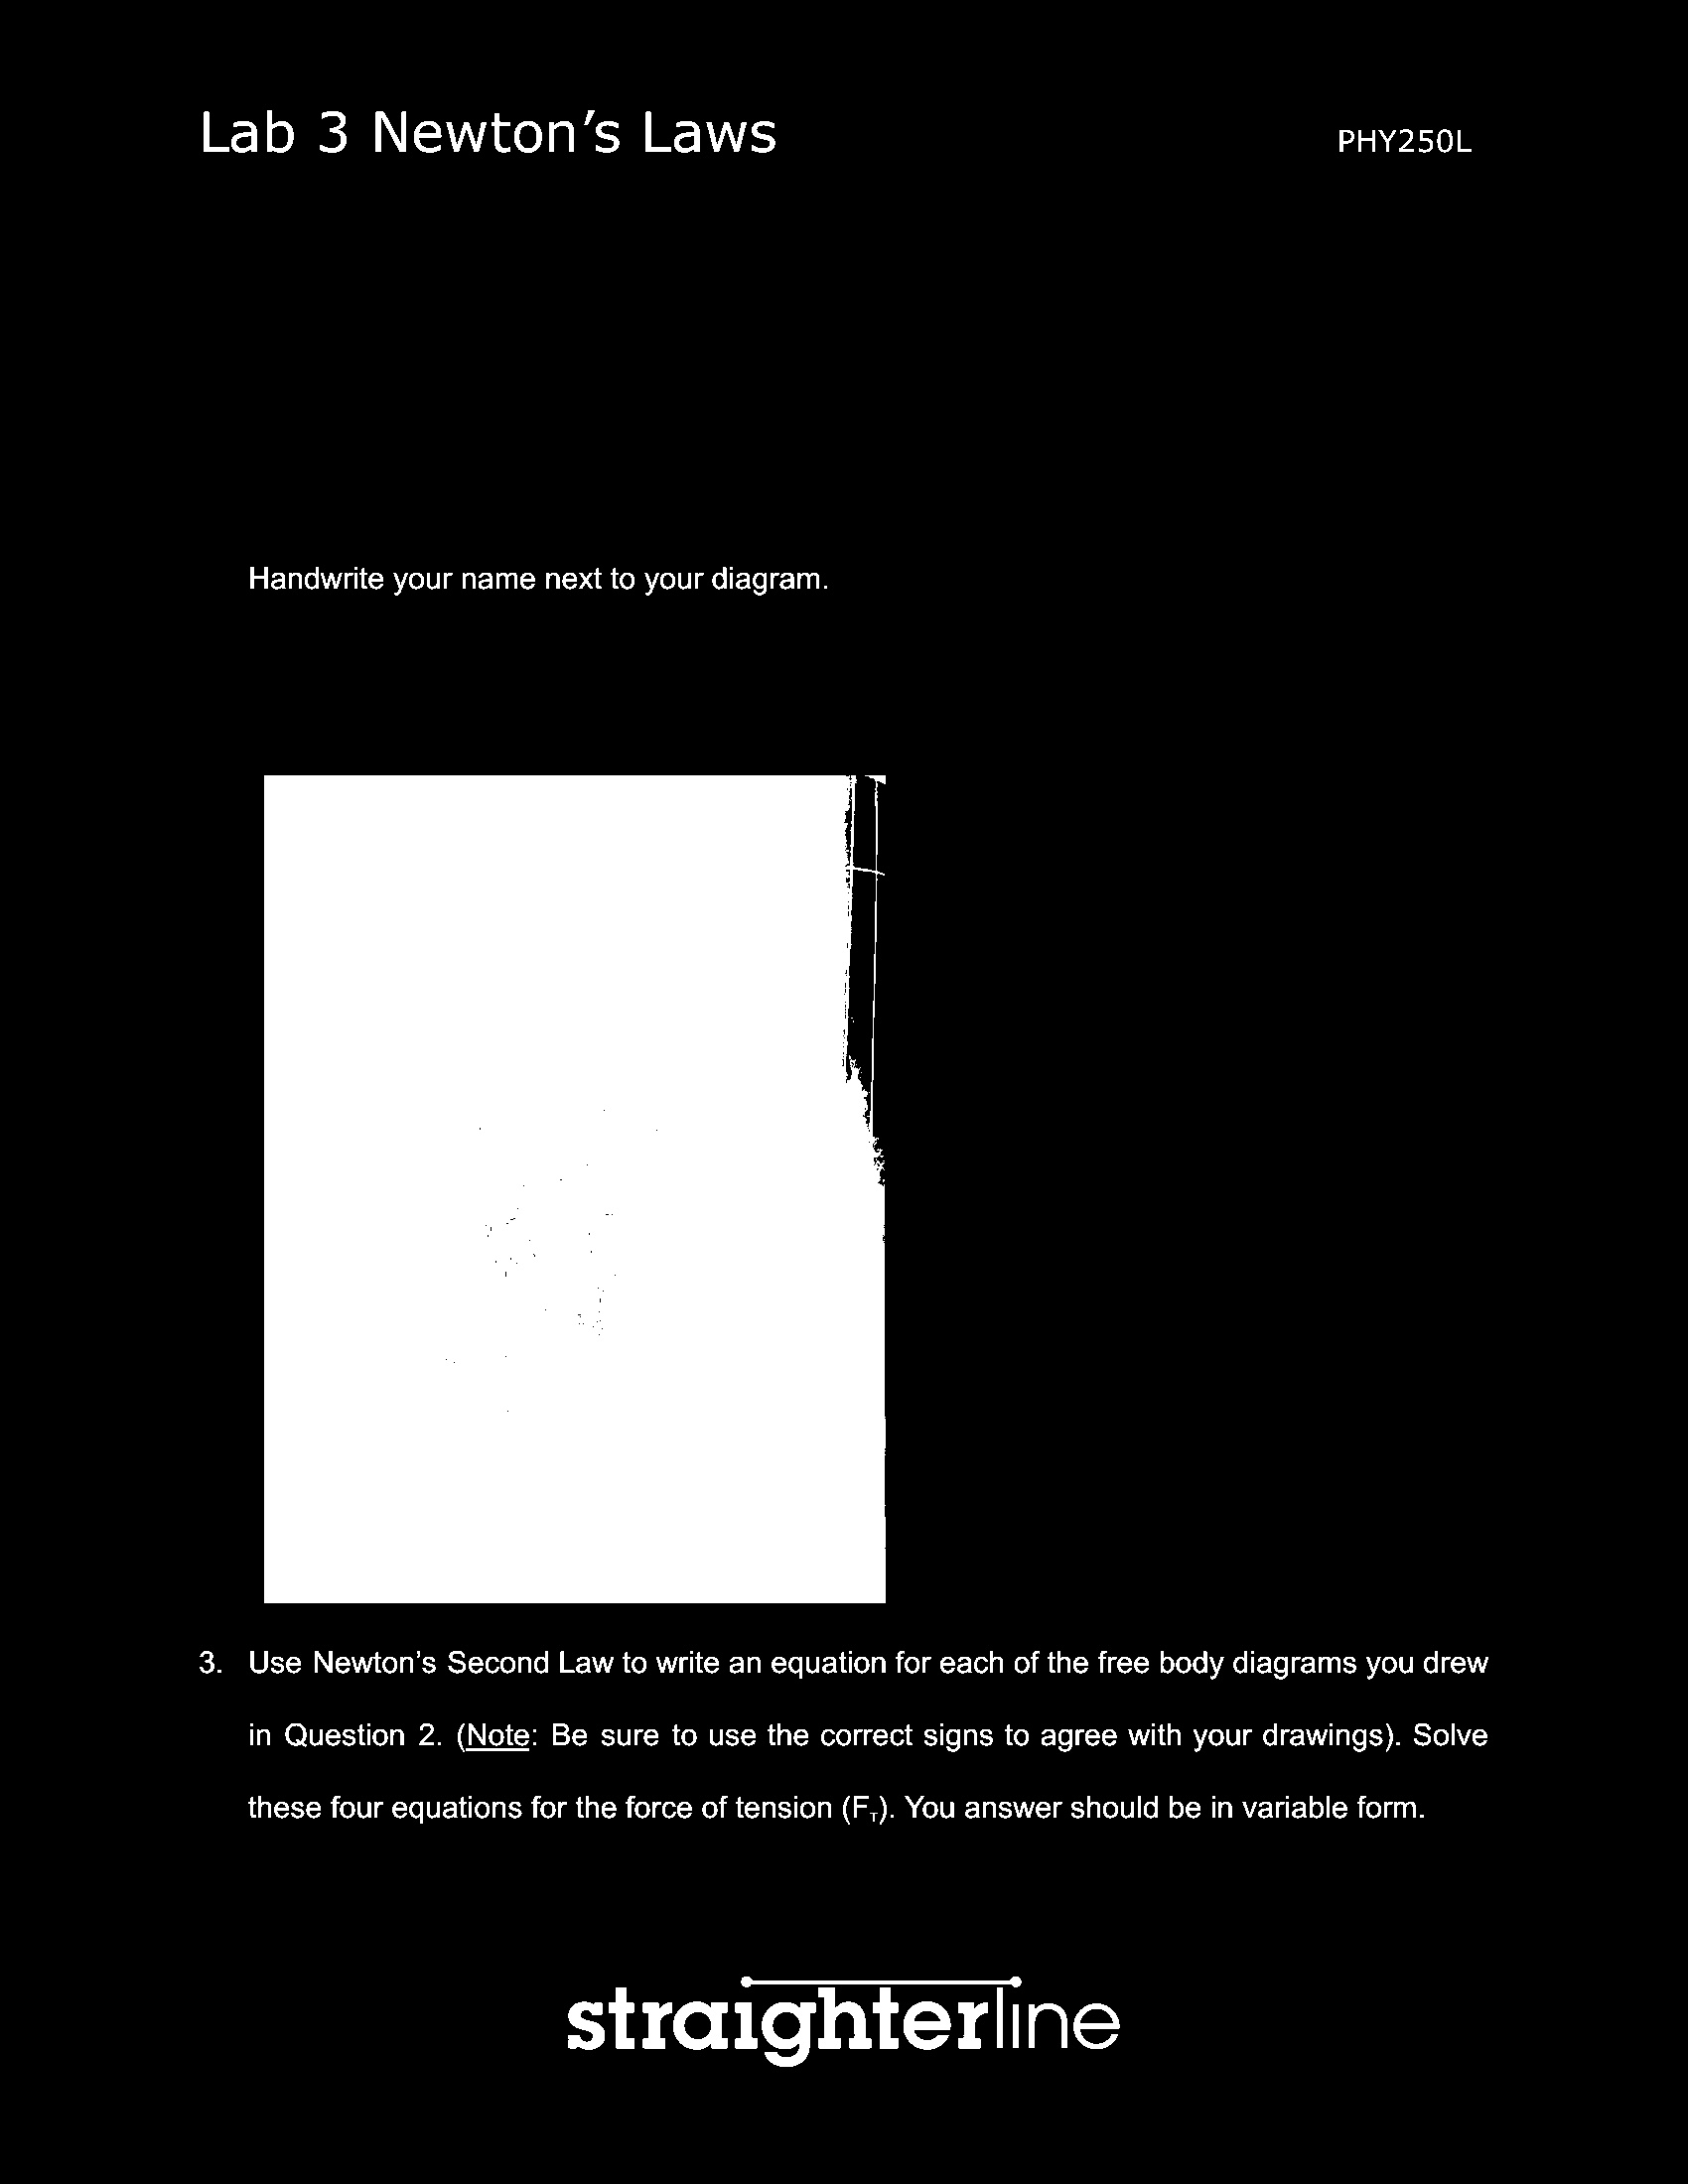 Lab 3 Newton’s Laws
PHY250L
Handwrite your name next to your diagram.
3. Use Newton’s Second Law to write an equation for each of the free body diagrams you drew
in Question 2. (Note: Be sure to use the correct signs to agree with your drawings). Solve
these four equations for the force of tension (FT). You answer should be in variable form.
straighterline